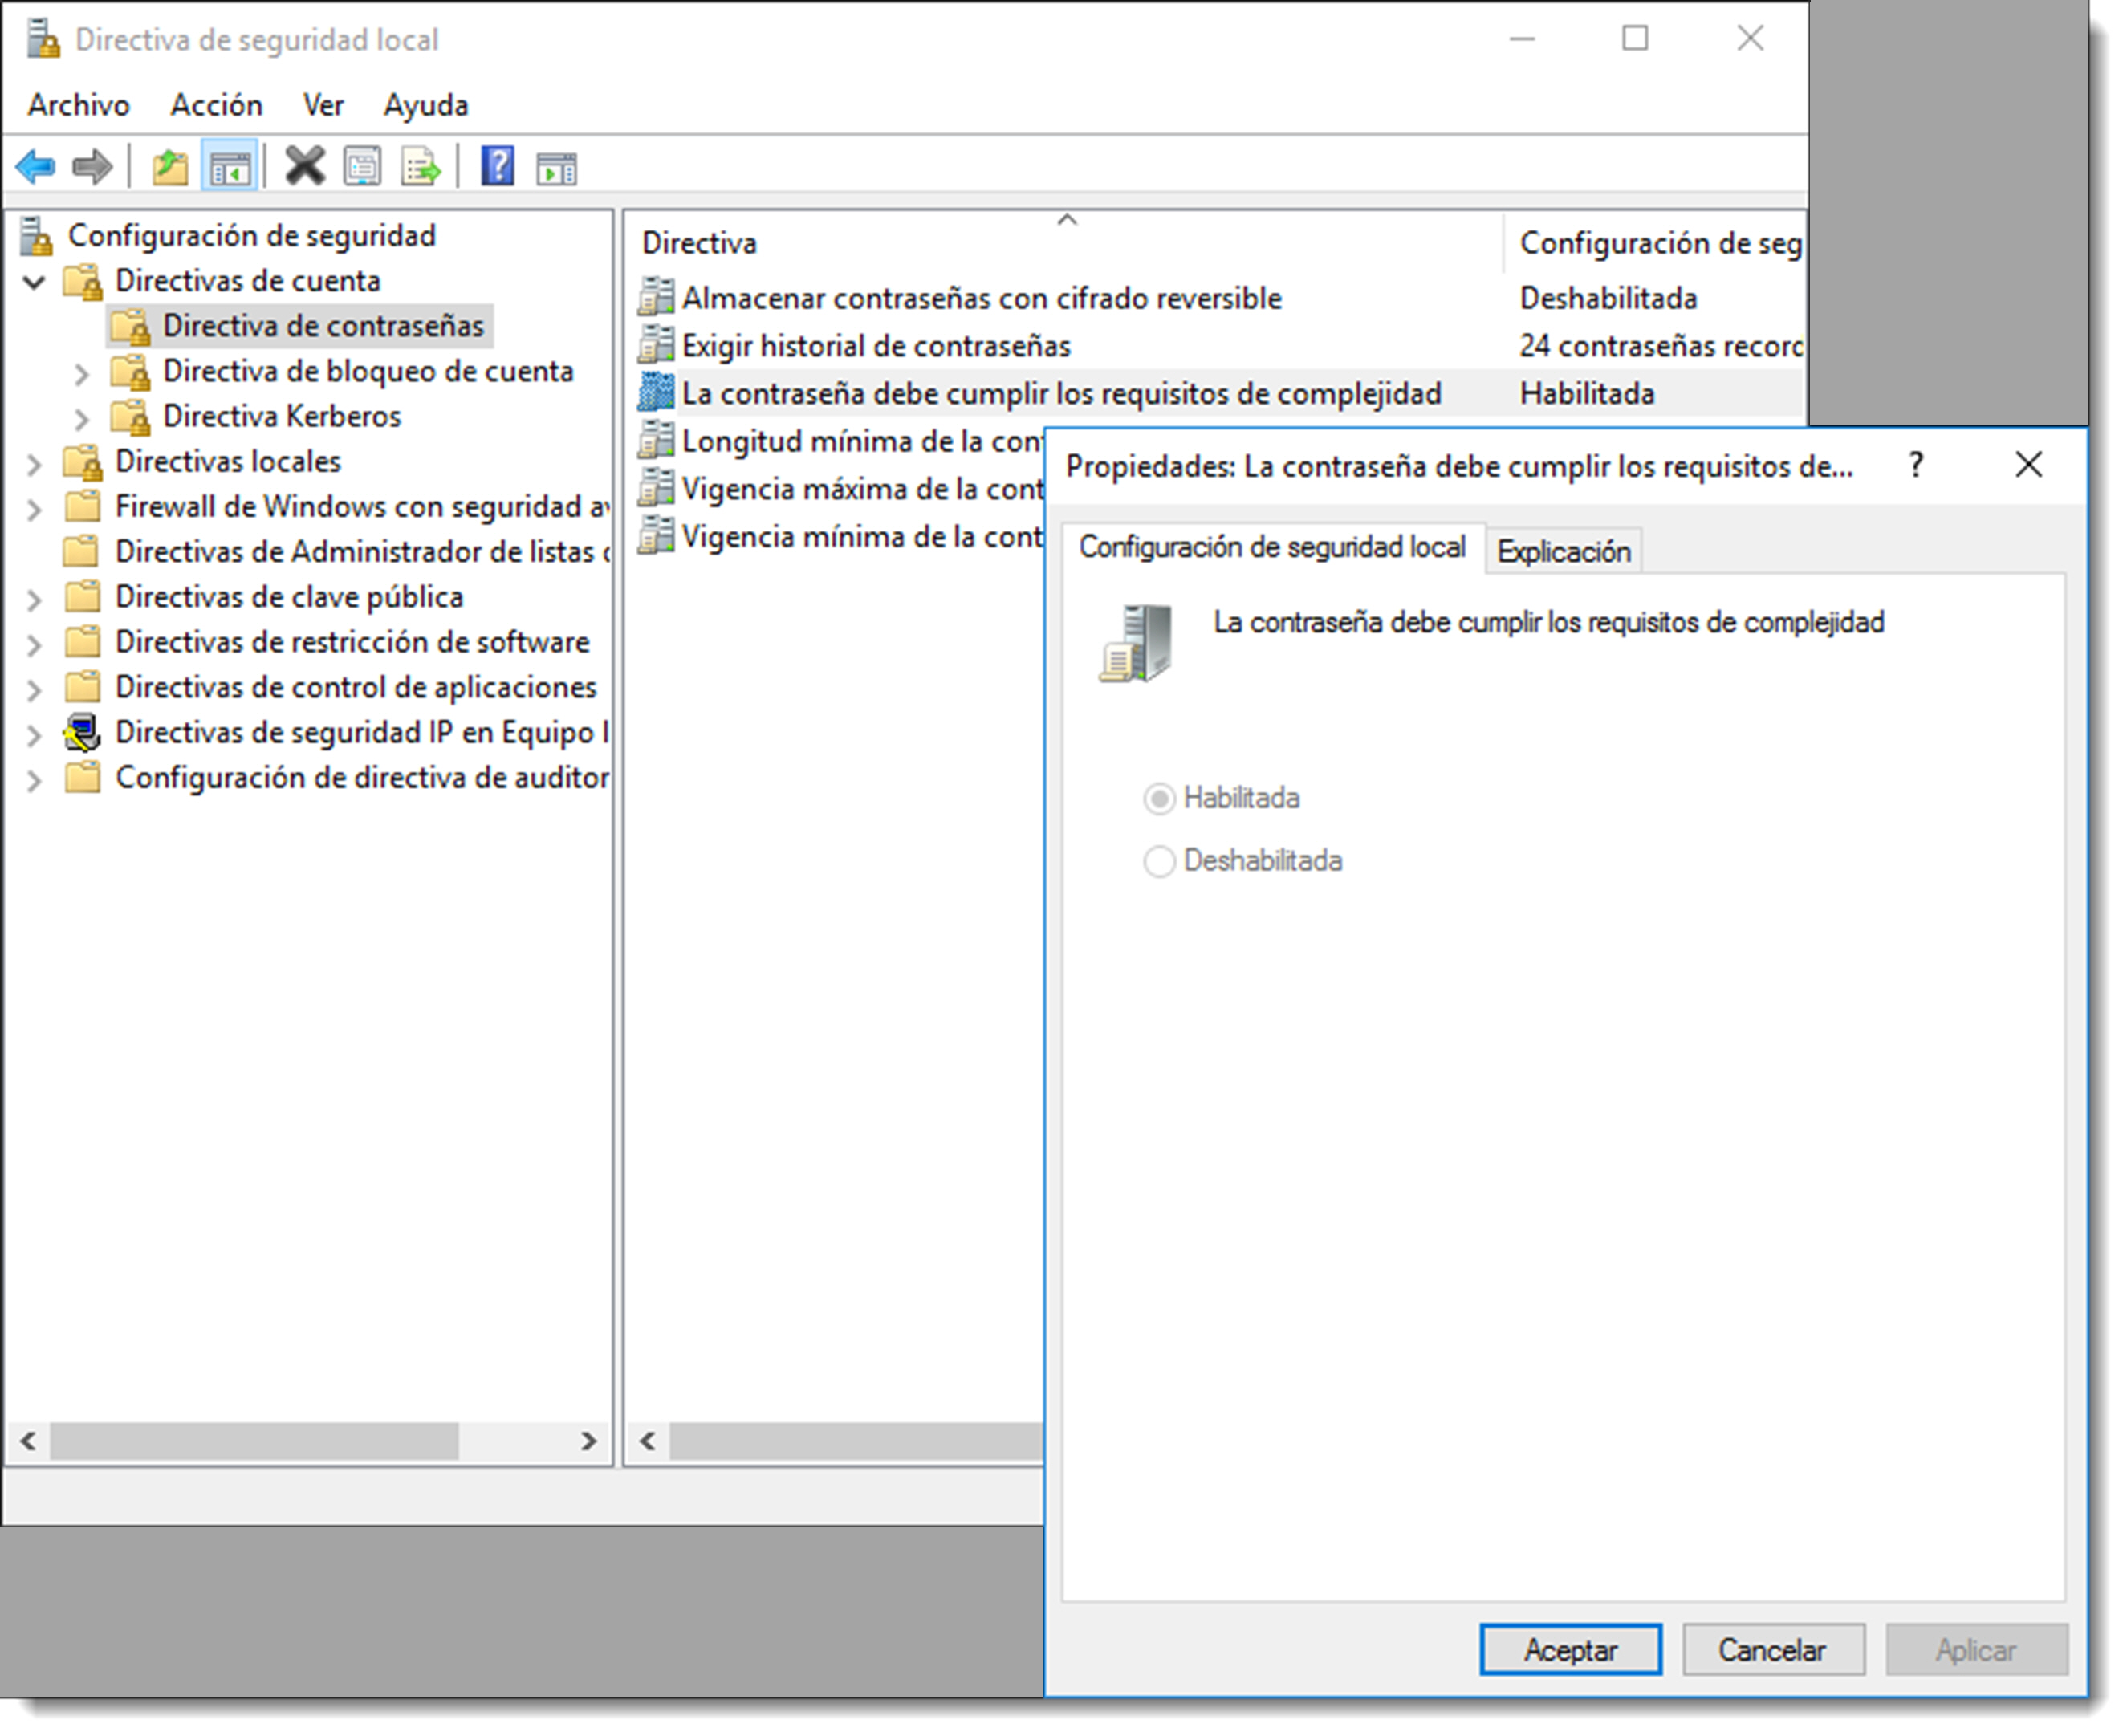 Directiva de seguridad local
Archivo Acción Ver Ayuda
Configuración de seguridad
Directivas de cuenta
Directiva de contraseñas
Directiva de bloqueo de cuenta
Directiva Kerberos
Directivas locales
Firewall de Windows con seguridad av
Directivas de Administrador de listas
Directivas de clave pública
Directivas de restricción de software
Directivas de control de aplicaciones
Directivas de seguridad IP en Equipo l
Configuración de directiva de auditor
Directiva Configuración de seg
Almacenar contraseñas con cifrado reversible Deshabilitada
Exigir historial de contraseñas 24 contraseñas record
La contraseña debe cumplir los requisitos de complejidad Habilitada
Longitud mínima de la con
Vigencia máxima de la cont
Vigencia mínima de la cont
Propiedades: La contraseña debe cumplir los requisitos de... ?
Configuración de seguridad local Explicación
La contraseña debe cumplir los requisitos de complejidad
Habilitada
Deshabilitada
Aceptar Cancelar Aplicar